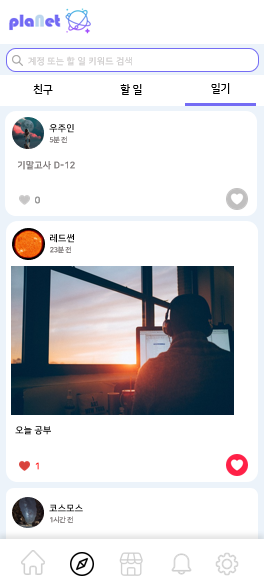 plaNet
계정 또는 할 일 키워드 검색
친구 할 일 일기
우주인
5분 전
기말고사 D-12
0
레드썬
23분 전
오늘 공부
1
코스모스
1시간 전